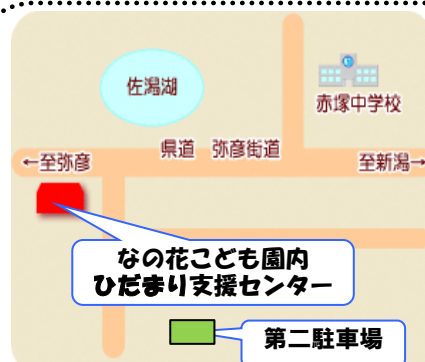 佐潟湖
赤塚中学校
県道 弥彦街道
←至弥彦
至新潟→
なの花こども園内
ひだまり支援センター
第二駐車場